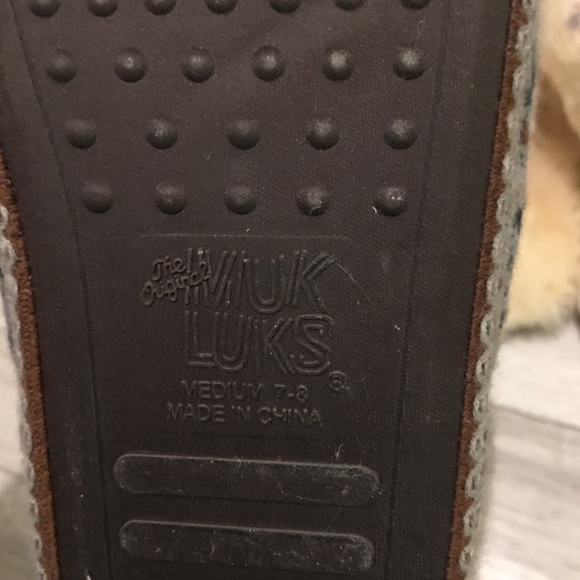 The Original MUK
LUKS®
MEDIUM 7-8
MADE IN CHINA